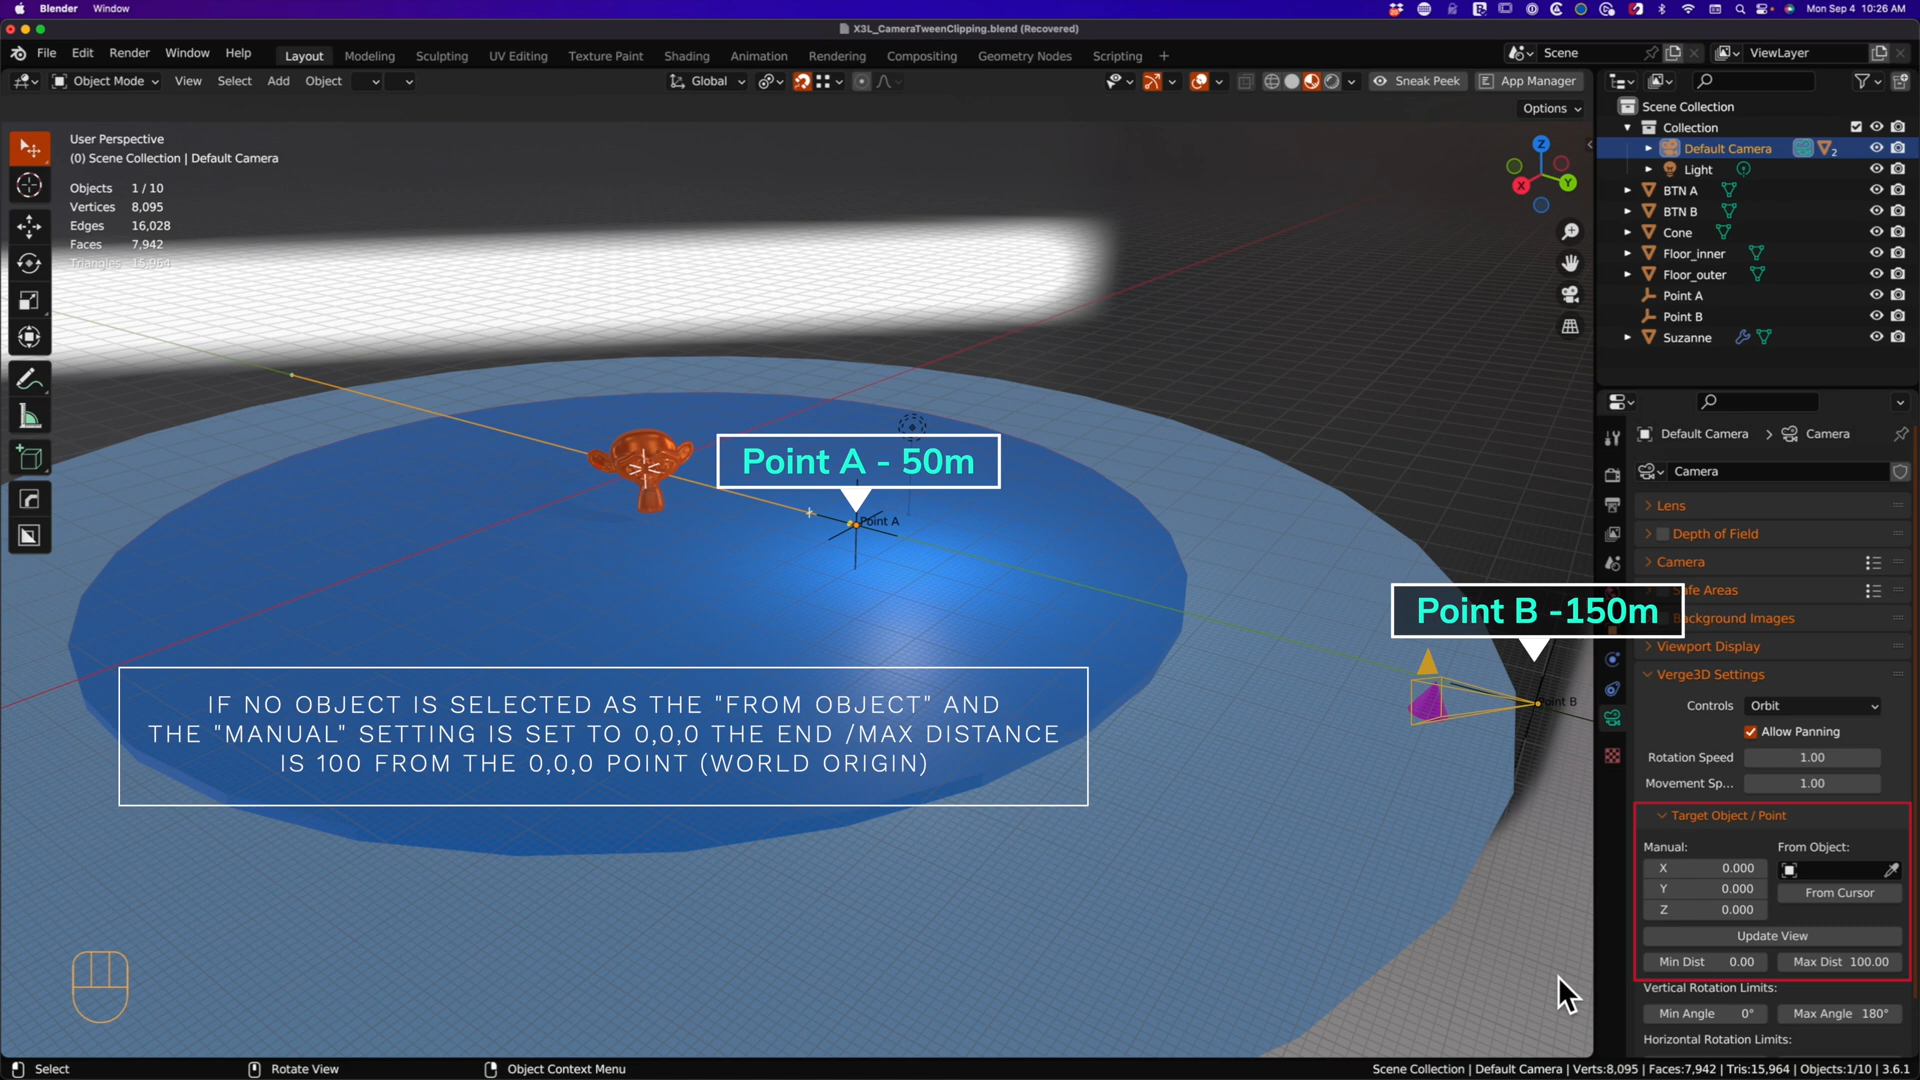 Blender Window
Mon Sep 4 10:26 AM
X3L_CameraTweenClipping.blend (Recovered)
File Edit Render Window Help
Layout Modeling Sculpting UV Editing Texture Paint Shading Animation Rendering Compositing Geometry Nodes Scripting +
Scene
ViewLayer
Object Mode View Select Add Object
Global
Sneak Peek App Manager
Options
User Perspective
(0) Scene Collection | Default Camera
Objects 1 / 10
Vertices 8,095
Edges 16,028
Faces 7,942
Triangles 15,964
Z
Y
X
Scene Collection
Collection
Default Camera 2
Light
BTN A
BTN B
Cone
Floor_inner
Floor_outer
Point A
Point B
Suzanne
Point A - 50m
Point A
Point B -150m
Point B
IF NO OBJECT IS SELECTED AS THE "FROM OBJECT" AND
THE "MANUAL" SETTING IS SET TO 0,0,0 THE END /MAX DISTANCE
IS 100 FROM THE 0,0,0 POINT (WORLD ORIGIN)
Default Camera > Camera
Camera
Lens
Depth of Field
Camera
Safe Areas
Background Images
Viewport Display
Verge3D Settings
Controls Orbit
Allow Panning
Rotation Speed 1.00
Movement Sp... 1.00
Target Object / Point
Manual: From Object:
X 0.000
Y 0.000
From Cursor
Z 0.000
Update View
Min Dist 0.00 Max Dist 100.00
Vertical Rotation Limits:
Min Angle 0° Max Angle 180°
Horizontal Rotation Limits:
Select Rotate View Object Context Menu
Scene Collection | Default Camera | Verts:8,095 | Faces:7,942 | Tris:15,964 | Objects:1/10 | 3.6.1